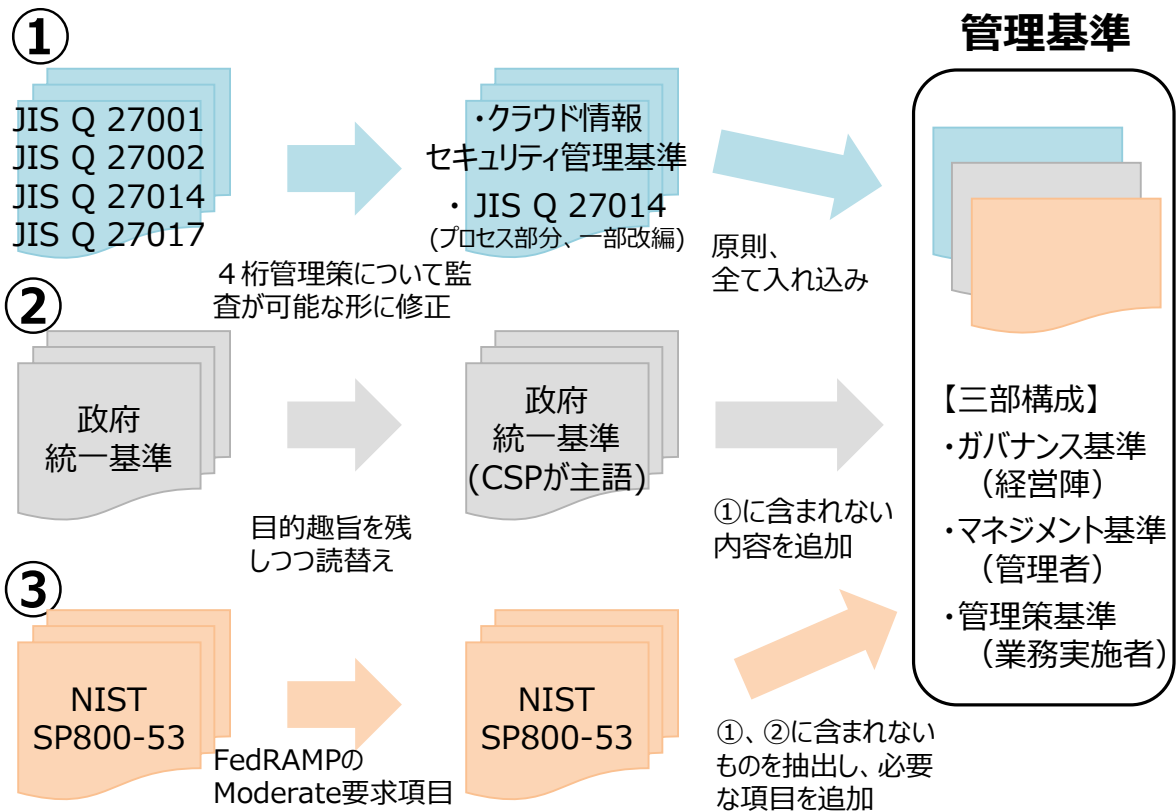 管理基準
①
JIS Q 27001
JIS Q 27002
JIS Q 27014
JIS Q 27017
４桁管理策について監
査が可能な形に修正
・クラウド情報
セキュリティ管理基準
・ JIS Q 27014
(プロセス部分、一部改編)
原則、
全て入れ込み
②
政府
統一基準
目的趣旨を残
しつつ読替え
政府
統一基準
(CSPが主語)
①に含まれない
内容を追加
③
NIST
SP800-53
FedRAMPの
Moderate要求項目
NIST
SP800-53
①、②に含まれない
ものを抽出し、必要
な項目を追加
【三部構成】
・ガバナンス基準
（経営陣）
・マネジメント基準
（管理者）
・管理策基準
（業務実施者）